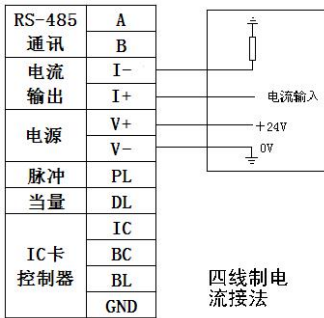 RS-485
通讯
A
B
电流
输出
I-
I+
电流输入
电源
V+
V-
+24V
0V
脉冲
PL
当量
DL
IC卡
控制器
IC
BC
BL
GND
四线制电
流接法